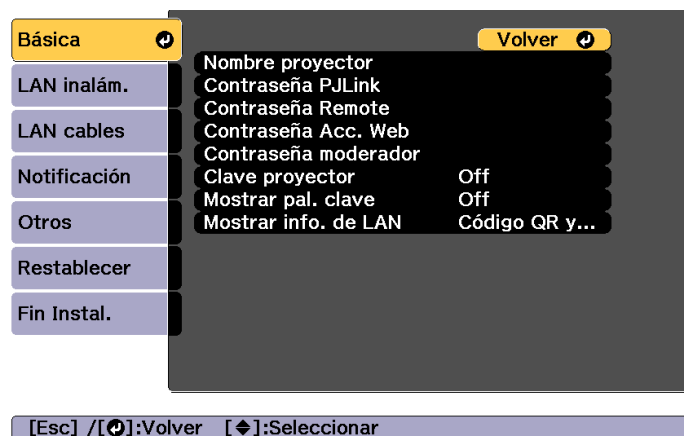 Básica
LAN inalám.
LAN cables
Notificación
Otros
Restablecer
Fin Instal.
Volver
Nombre proyector
Contraseña PJLink
Contraseña Remote
Contraseña Acc. Web
Contraseña moderador
Clave proyector Off
Mostrar pal. clave Off
Mostrar info. de LAN Código QR y...
[Esc] /[⏎]:Volver [◆]:Seleccionar